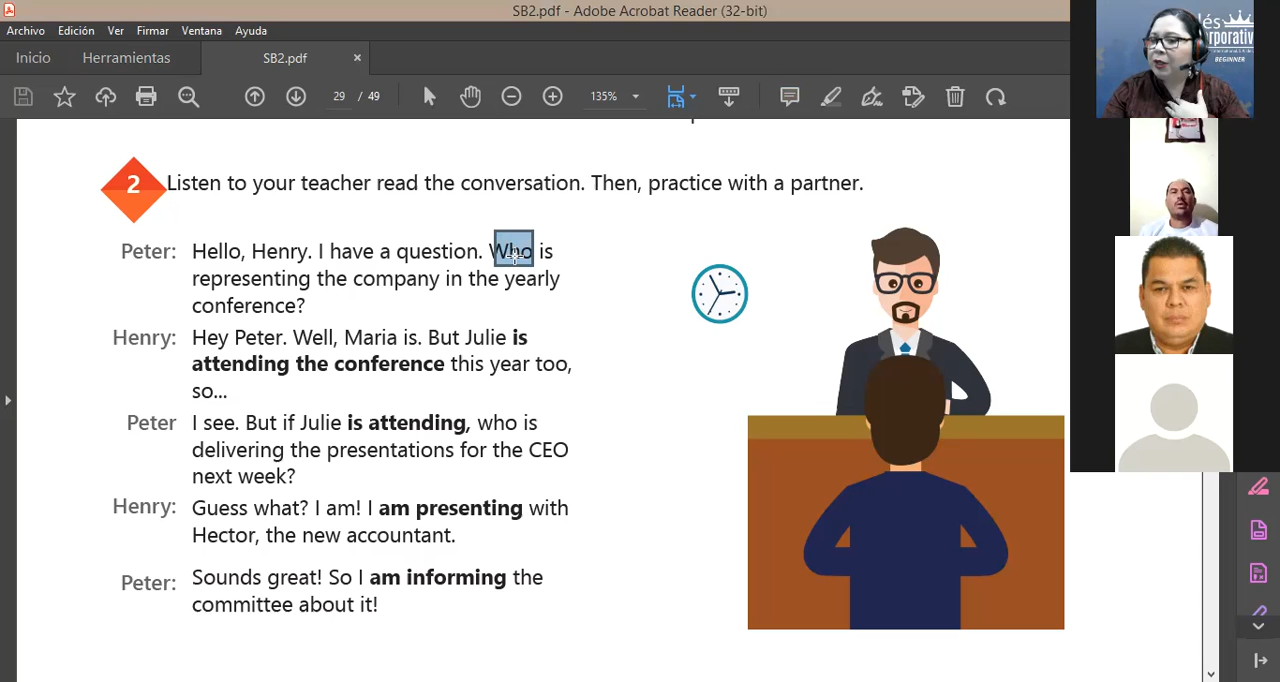 SB2.pdf - Adobe Acrobat Reader (32-bit)
Archivo Edición Ver Firmar Ventana Ayuda
Inicio Herramientas SB2.pdf ×
29 / 49 135%
2 Listen to your teacher read the conversation. Then, practice with a partner.
Peter: Hello, Henry. I have a question. Who is
representing the company in the yearly
conference?
Henry: Hey Peter. Well, Maria is. But Julie is
attending the conference this year too,
so...
Peter I see. But if Julie is attending, who is
delivering the presentations for the CEO
next week?
Henry: Guess what? I am! I am presenting with
Hector, the new accountant.
Peter: Sounds great! So I am informing the
committee about it!
BEGINNER